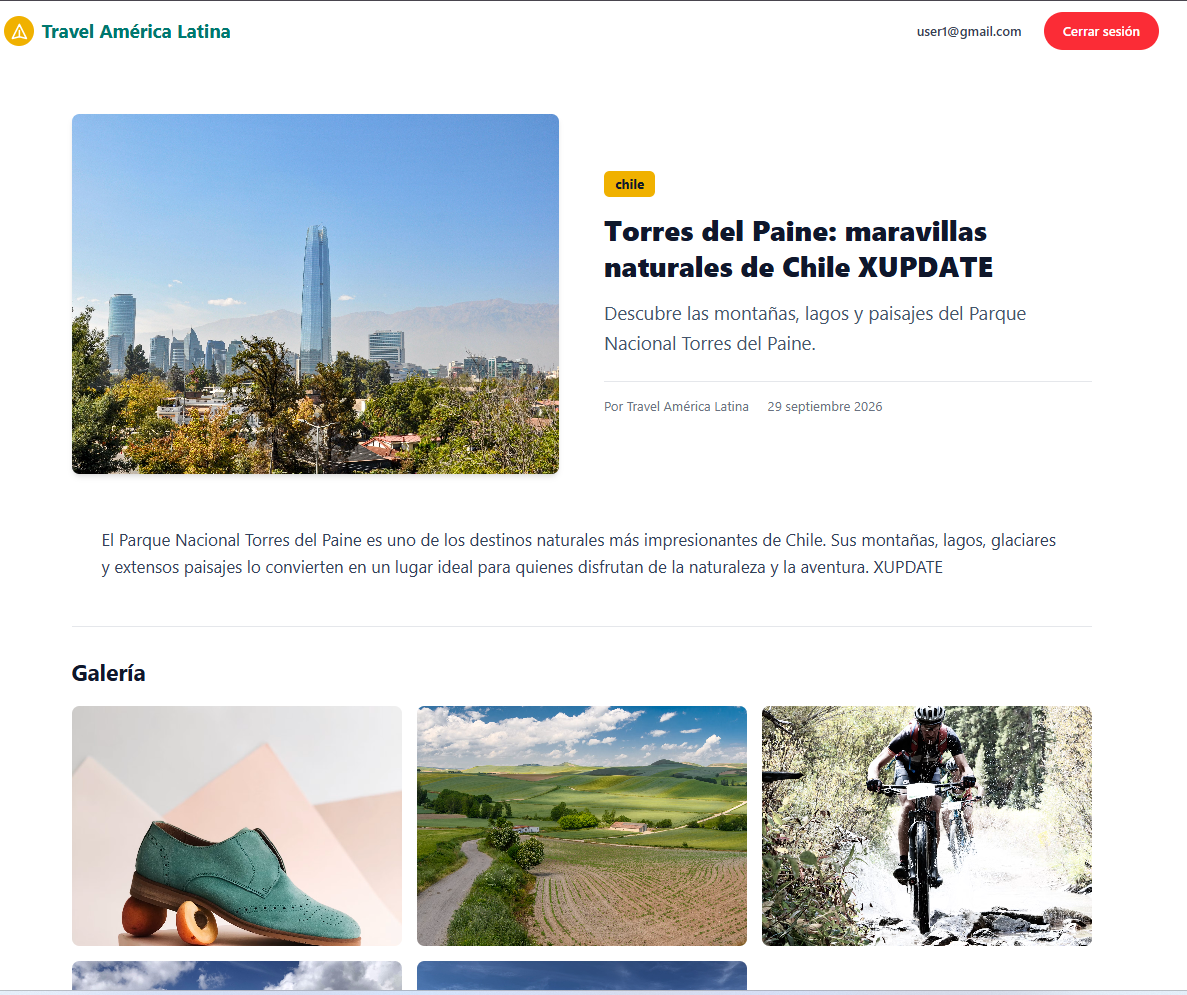 Travel América Latina
user1@gmail.com
Cerrar sesión
chile
Torres del Paine: maravillas
naturales de Chile XUPDATE
Descubre las montañas, lagos y paisajes del Parque
Nacional Torres del Paine.
Por Travel América Latina
29 septiembre 2026
El Parque Nacional Torres del Paine es uno de los destinos naturales más impresionantes de Chile. Sus montañas, lagos, glaciares
y extensos paisajes lo convierten en un lugar ideal para quienes disfrutan de la naturaleza y la aventura. XUPDATE
Galería